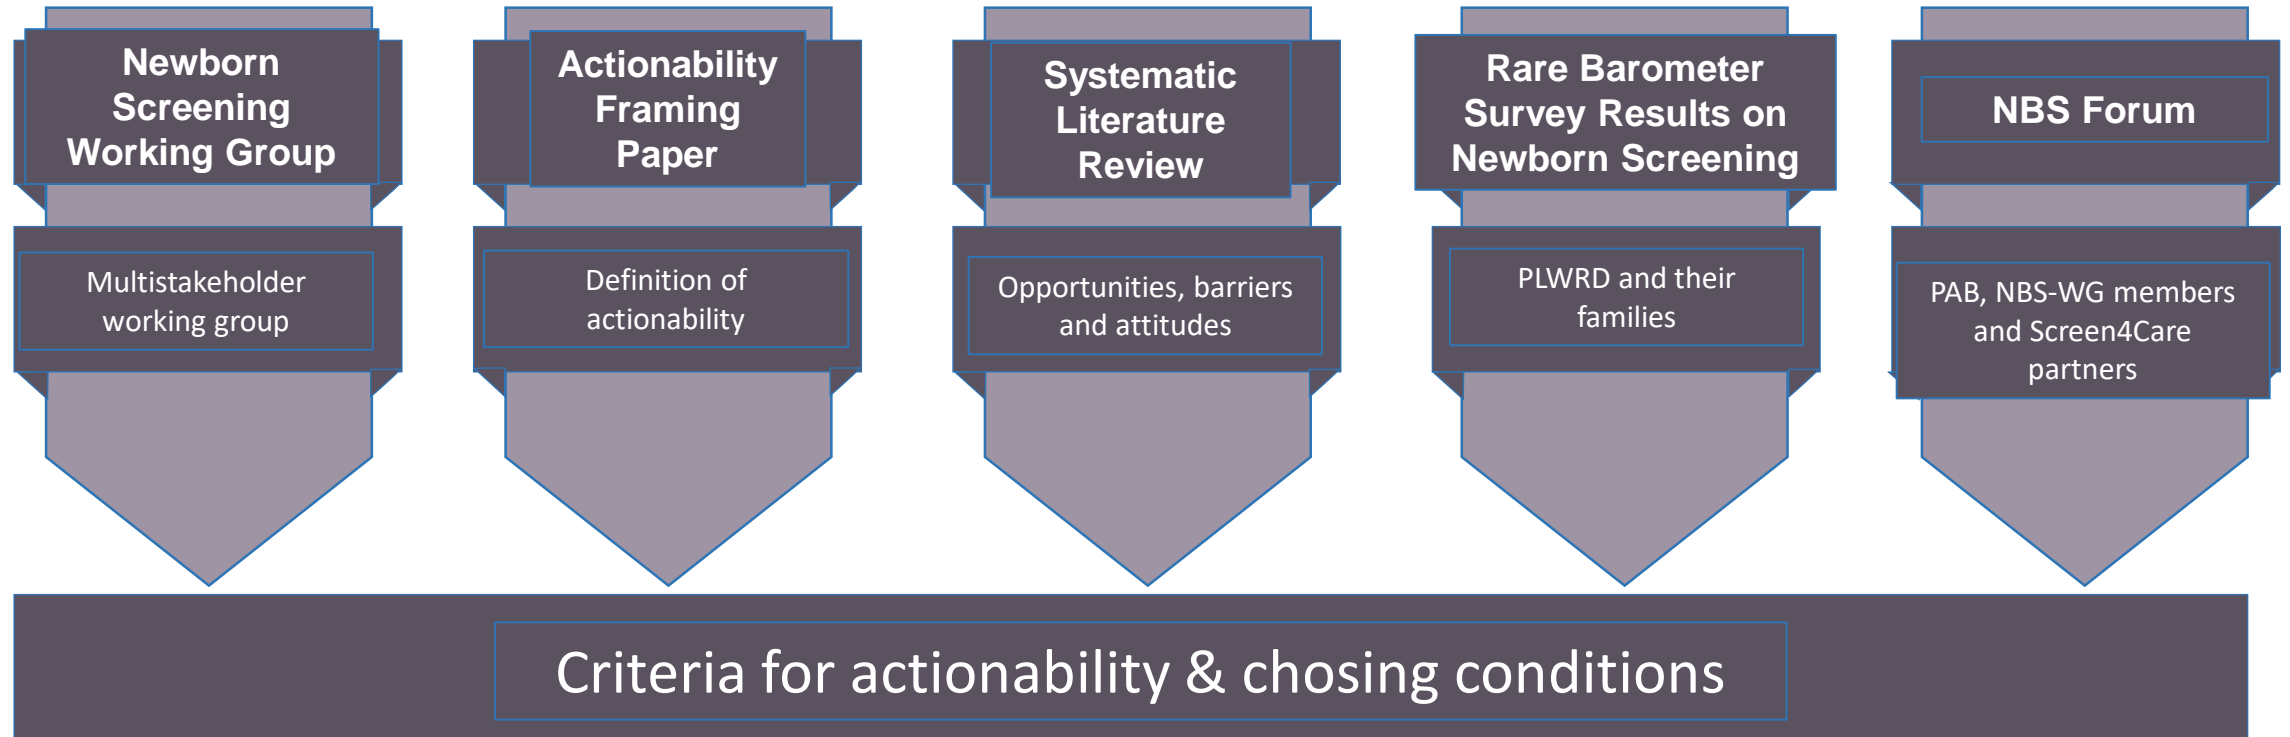 Newborn
Screening
Working Group
Multistakeholder
working group
Actionability
Framing
Paper
Definition of
actionability
Systematic
Literature
Review
Opportunities, barriers
and attitudes
Rare Barometer
Survey Results on
Newborn Screening
PLWRD and their
families
NBS Forum
PAB, NBS-WG members
and Screen4Care
partners
Criteria for actionability & chosing conditions